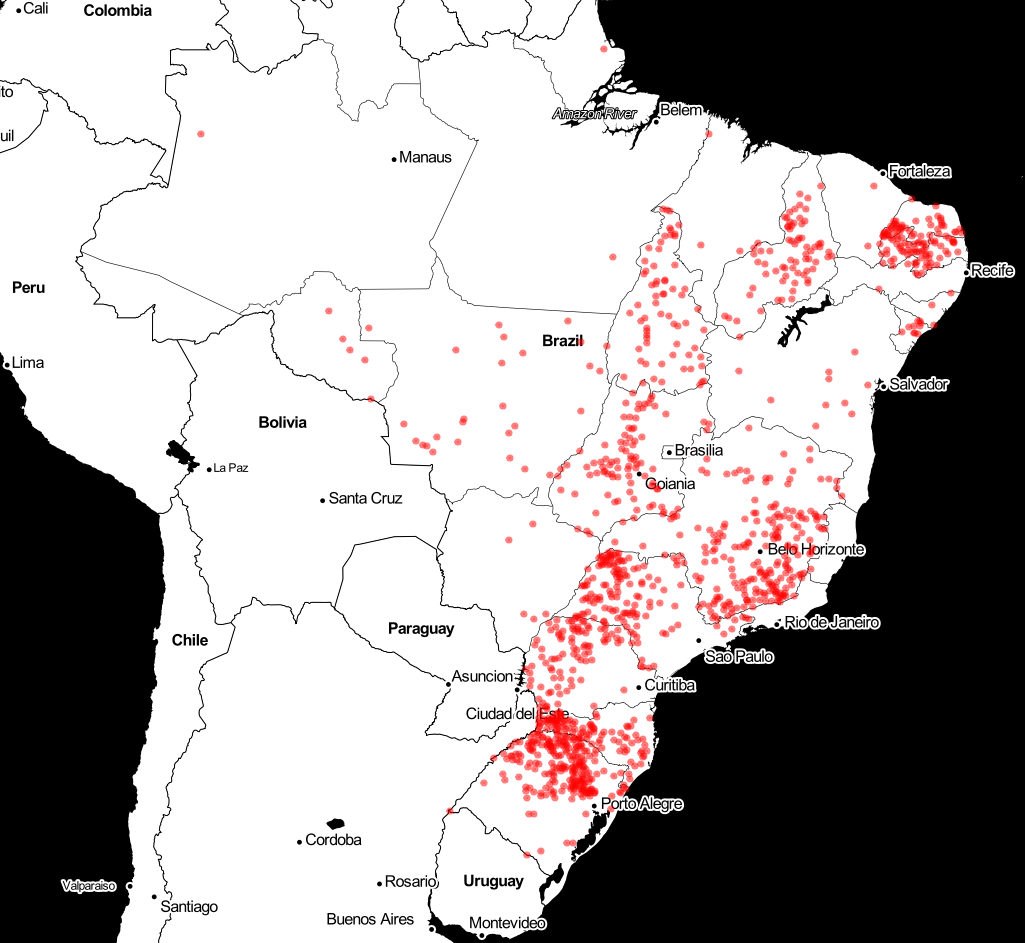 Cali
Colombia
ito
uil
Amazon River
Belem
Manaus
Fortaleza
Peru
Recife
Lima
Brazil
Salvador
Bolivia
Brasilia
La Paz
Goiania
Santa Cruz
Belo Horizonte
Paraguay
Rio de Janeiro
Chile
Sao Paulo
Asuncion
Curitiba
Ciudad del Este
Porto Alegre
Cordoba
Valparaiso
Rosario
Uruguay
Santiago
Buenos Aires
Montevideo